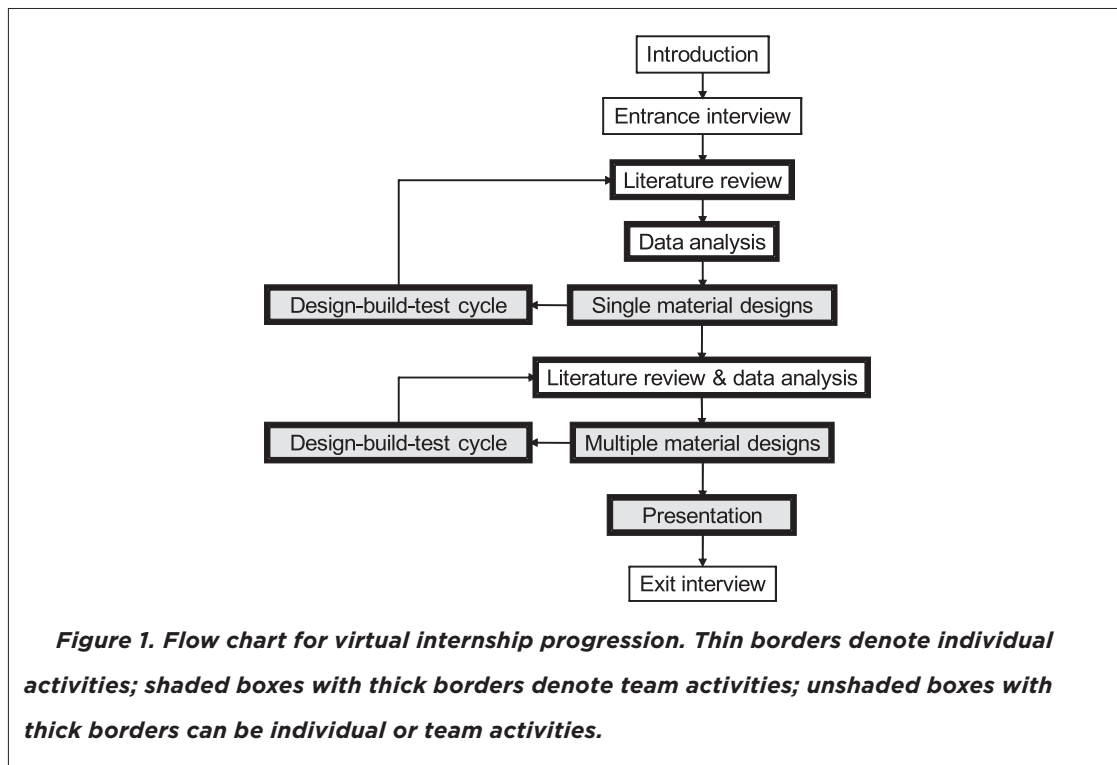 Introduction
Entrance interview
Literature review
Data analysis
Design-build-test cycle
Single material designs
Literature review & data analysis
Design-build-test cycle
Multiple material designs
Presentation
Exit interview
Figure 1. Flow chart for virtual internship progression. Thin borders denote individual
activities; shaded boxes with thick borders denote team activities; unshaded boxes with
thick borders can be individual or team activities.